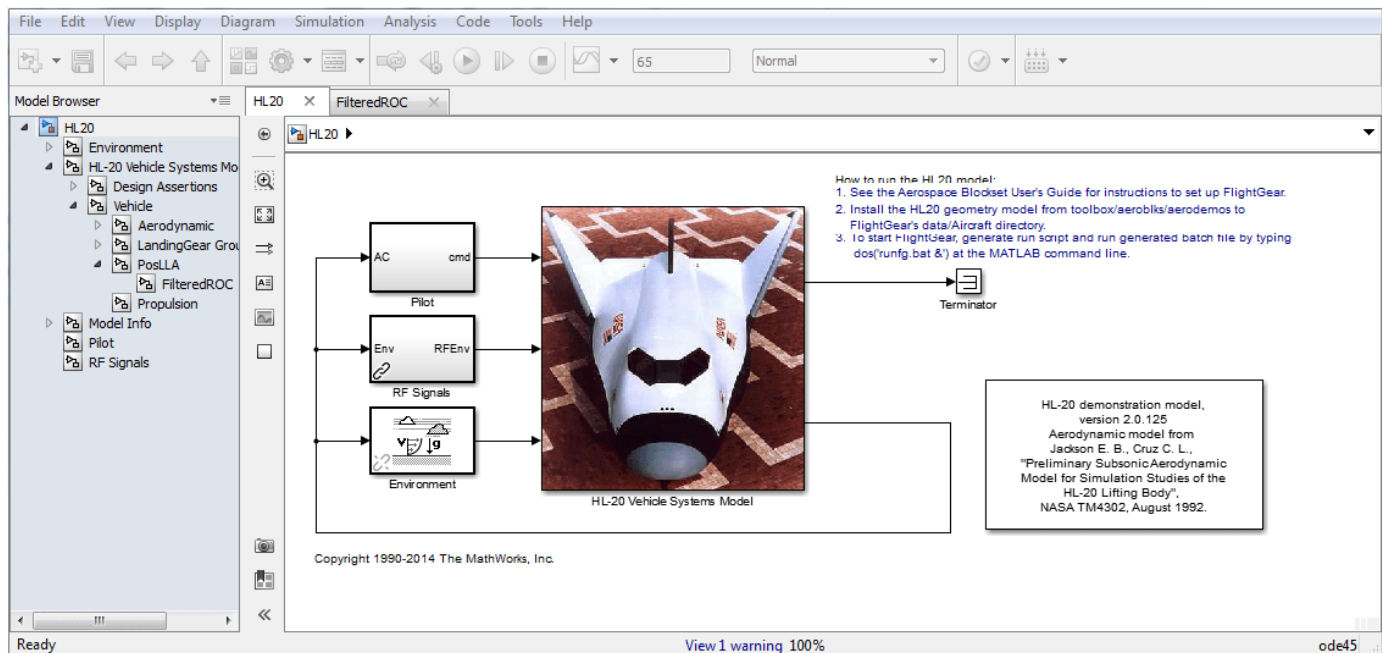 File Edit View Display Diagram Simulation Analysis Code Tools Help
65 Normal
Model Browser
HL20
Environment
HL-20 Vehicle Systems Mo
Design Assertions
Vehicle
Aerodynamic
LandingGear Grou
PosLLA
FilteredROC
Propulsion
Model Info
Pilot
RF Signals
HL20 FilteredROC
HL20
How to run the HL20 model:
1. See the Aerospace Blockset User's Guide for instructions to set up FlightGear.
2. Install the HL20 geometry model from toolbox/aeroblks/aerodemos to
FlightGear's data/Aircraft directory.
3. To start FlightGear, generate run script and run generated batch file by typing
dos('runfg.bat &') at the MATLAB command line.
AC cmd
Pilot
Env RFEnv
RF Signals
V g
Environment
HL-20 Vehicle Systems Model
Terminator
HL-20 demonstration model,
version 2.0.125
Aerodynamic model from
Jackson E. B., Cruz C. L.,
"Preliminary Subsonic Aerodynamic
Model for Simulation Studies of the
HL-20 Lifting Body",
NASA TM4302, August 1992.
Copyright 1990-2014 The MathWorks, Inc.
Ready View 1 warning 100% ode45